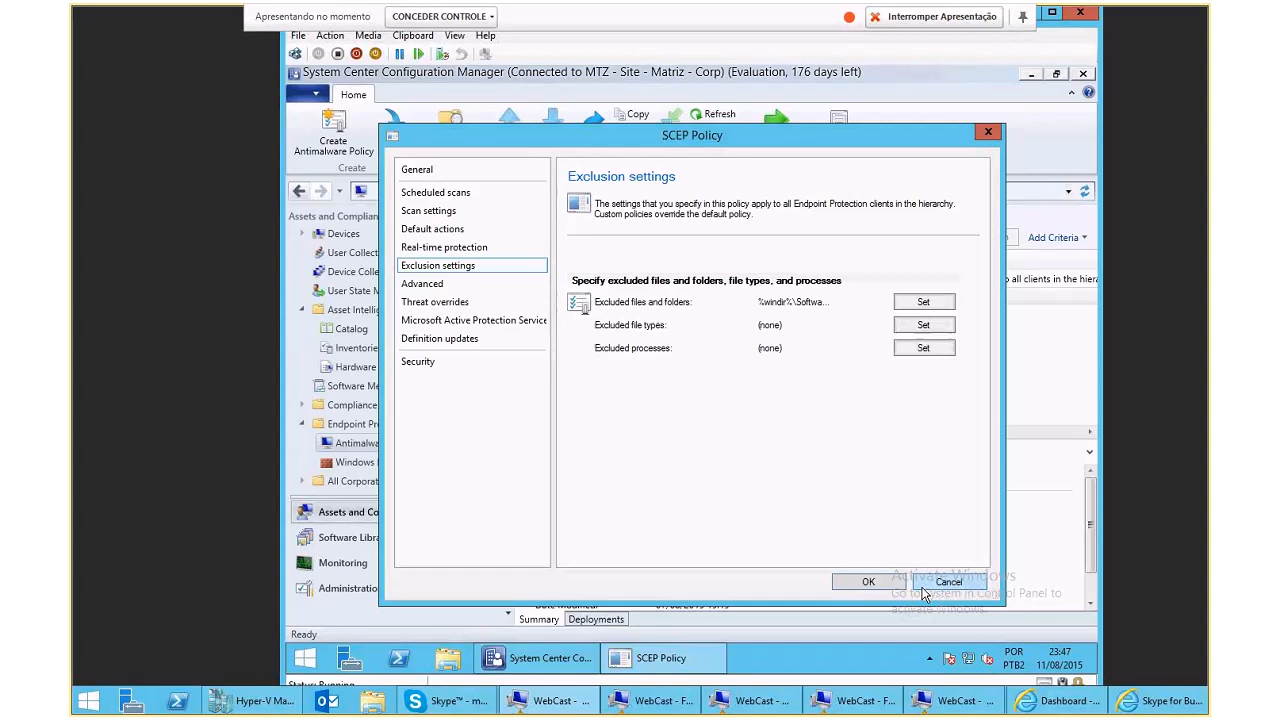 Apresentando no momento
CONCEDER CONTROLE
Interromper Apresentação
File Action Media Clipboard View Help
System Center Configuration Manager (Connected to MTZ - Site - Matriz - Corp) (Evaluation, 176 days left)
Home
Create
Antimalware Policy
Create
Copy
Refresh
SCEP Policy
Assets and Complian
Devices
User Collect
Device Colle
User State M
Asset Intellig
Catalog
Inventorie
Hardware
Software Me
Compliance
Endpoint Pr
Antimalwa
Windows
All Corporat
Assets and Co
Software Libra
Monitoring
Administratio
General
Scheduled scans
Scan settings
Default actions
Real-time protection
Exclusion settings
Advanced
Threat overrides
Microsoft Active Protection Service
Definition updates
Security
Exclusion settings
The settings that you specify in this policy apply to all Endpoint Protection clients in the hierarchy.
Custom policies override the default policy.
Specify excluded files and folders, file types, and processes
Excluded files and folders: %windir%\Softwa... Set
Excluded file types: (none) Set
Excluded processes: (none) Set
OK
Cancel
Add Criteria
o all clients in the hiera
Activate Windows
Go to System in Control Panel to
activate Windows.
Summary Deployments
Ready
System Center Co...
SCEP Policy
POR
PTB2
23:47
11/08/2015
Hyper-V Ma...
Skype™ - m...
WebCast - ...
WebCast - F...
WebCast - ...
WebCast - F...
WebCast - ...
Dashboard - ...
Skype for Bu...